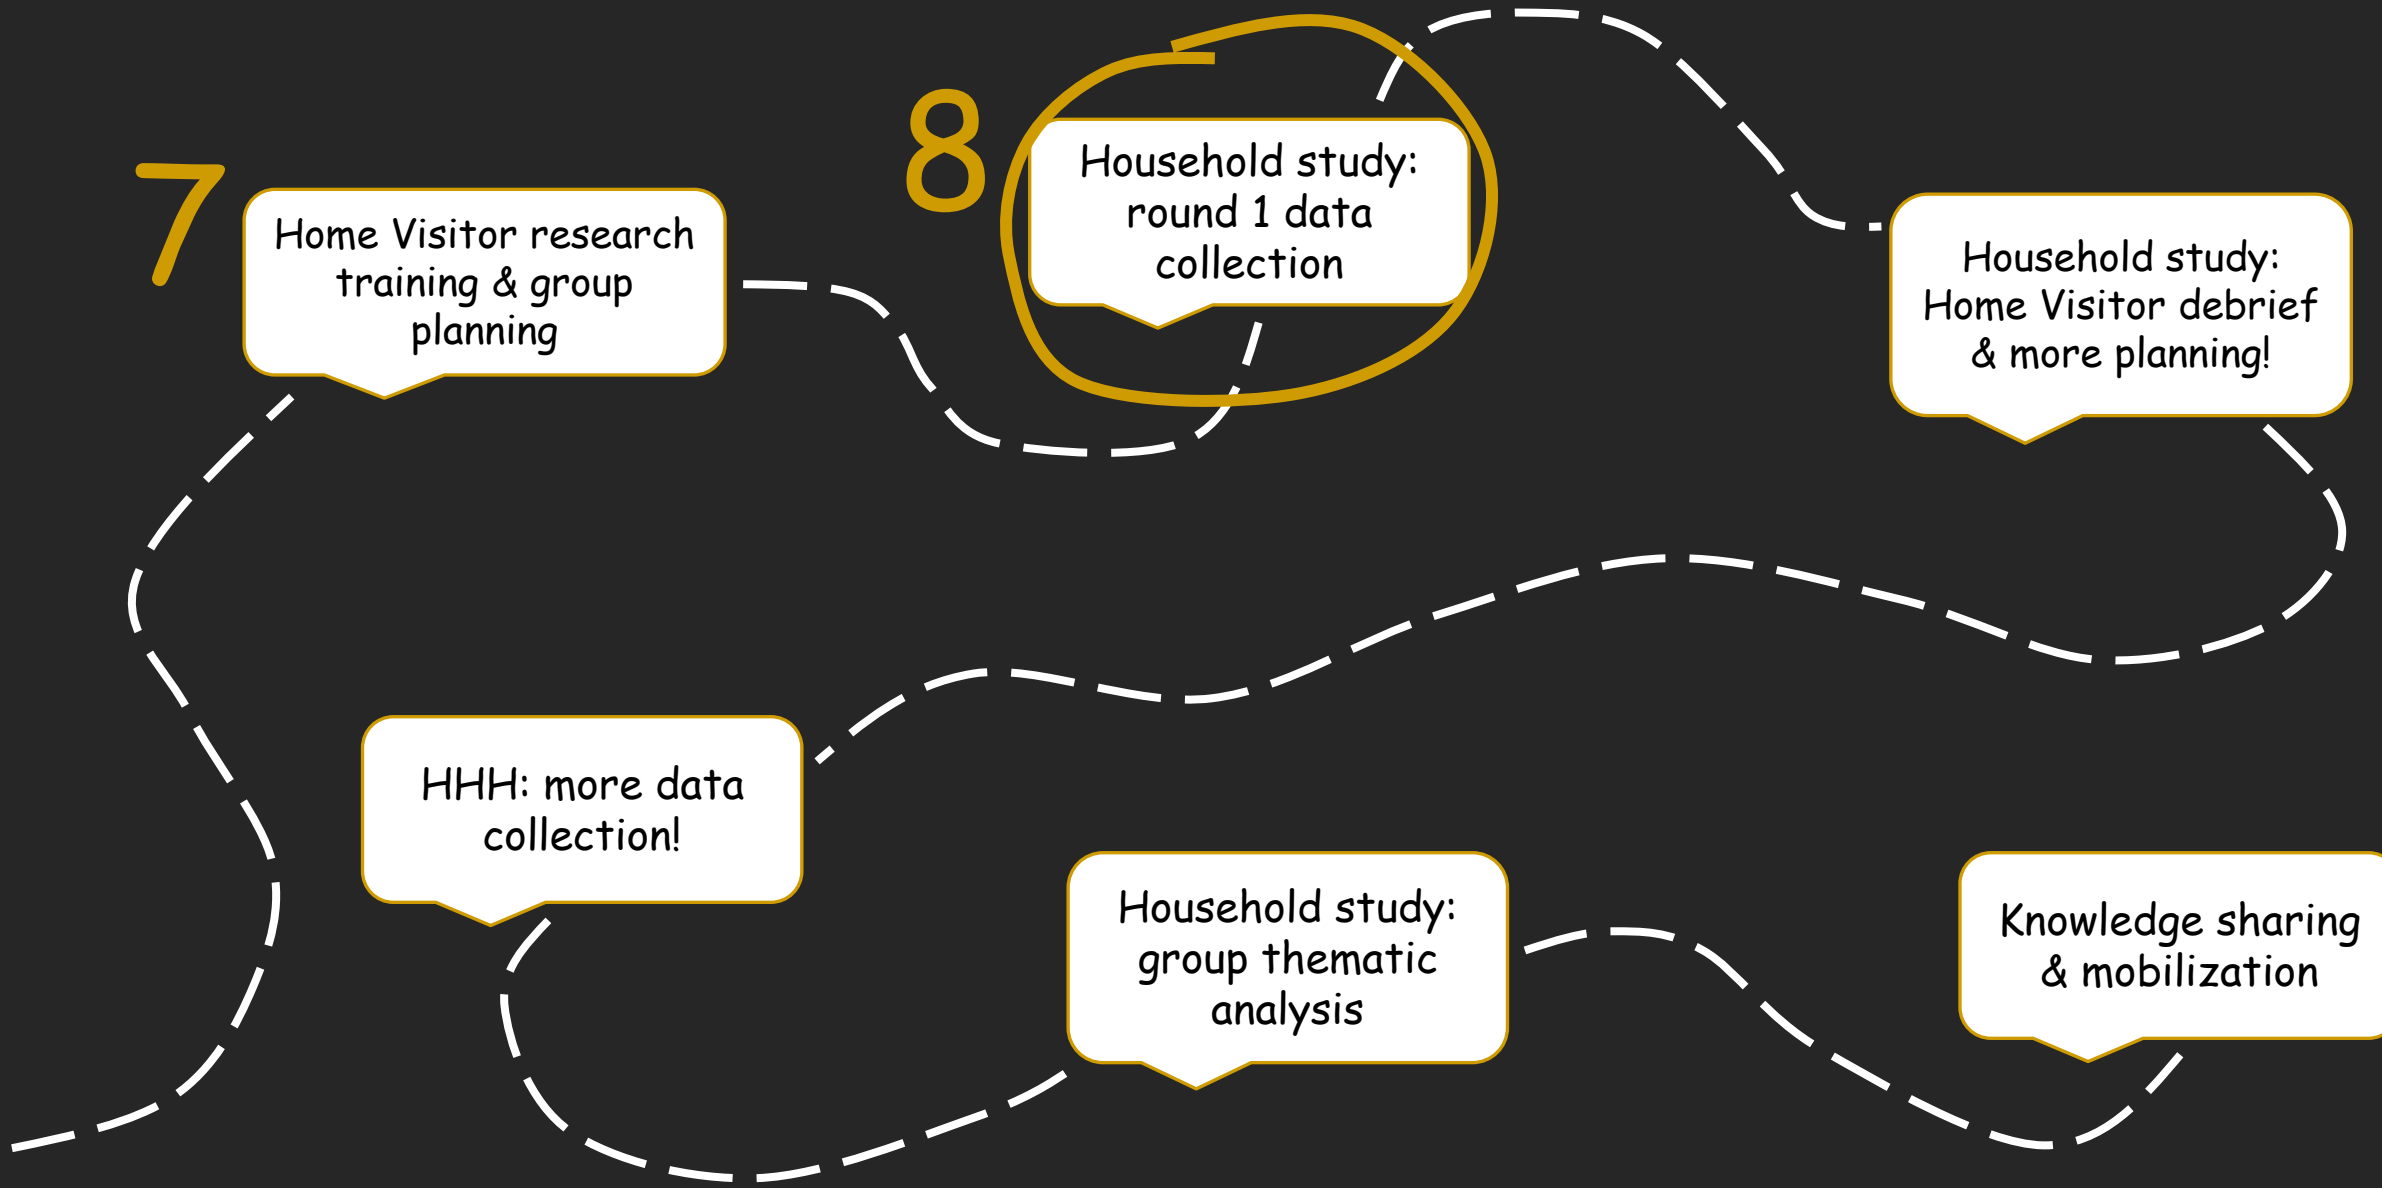 7
Home Visitor research
training & group
planning
8
Household study:
round 1 data
collection
Household study:
Home Visitor debrief
& more planning!
HHH: more data
collection!
Household study:
group thematic
analysis
Knowledge sharing
& mobilization